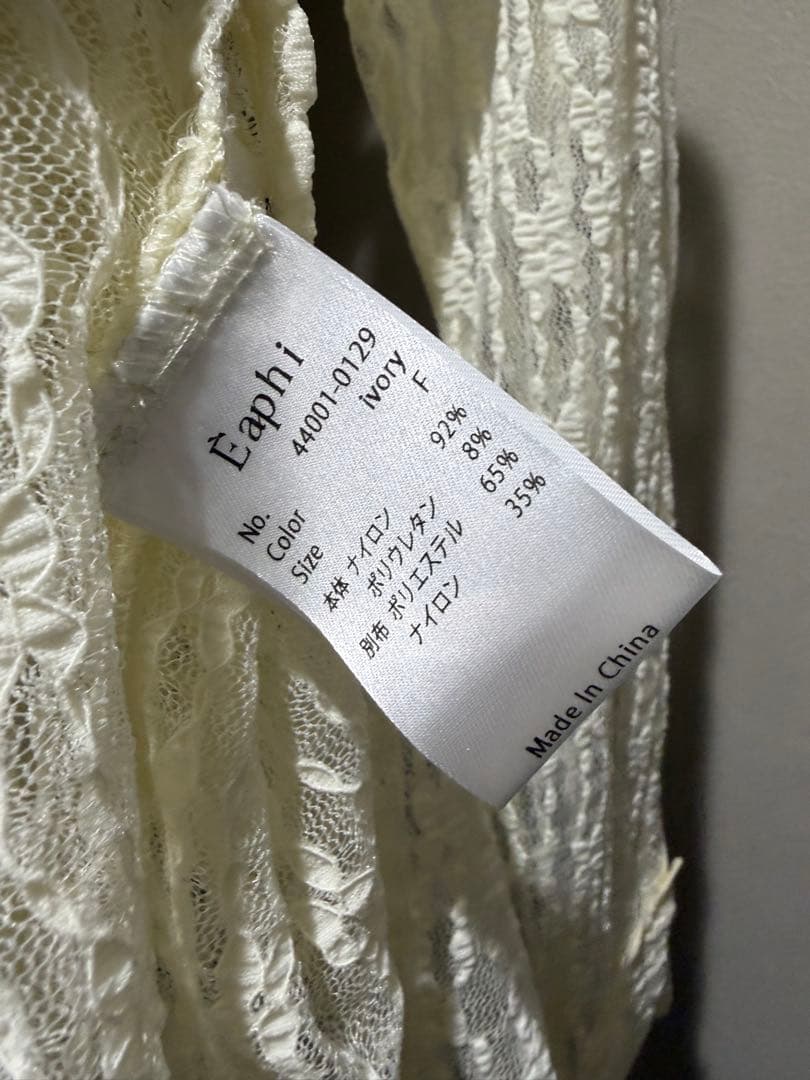 Èaphi
No. 44001-0129
Color ivory
Size F
本体 ナイロン 92%
ポリウレタン 8%
別布 ポリエステル 65%
ナイロン 35%
Made In China